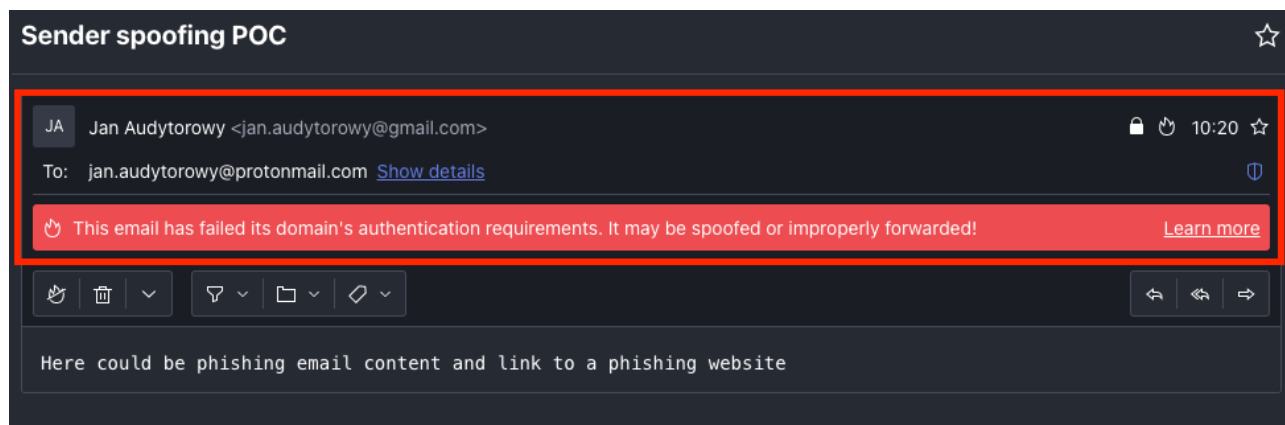 Sender spoofing POC
JA Jan Audytorowy <jan.audytorowy@gmail.com> 10:20
To: jan.audytorowy@protonmail.com Show details
This email has failed its domain's authentication requirements. It may be spoofed or improperly forwarded! Learn more
Here could be phishing email content and link to a phishing website